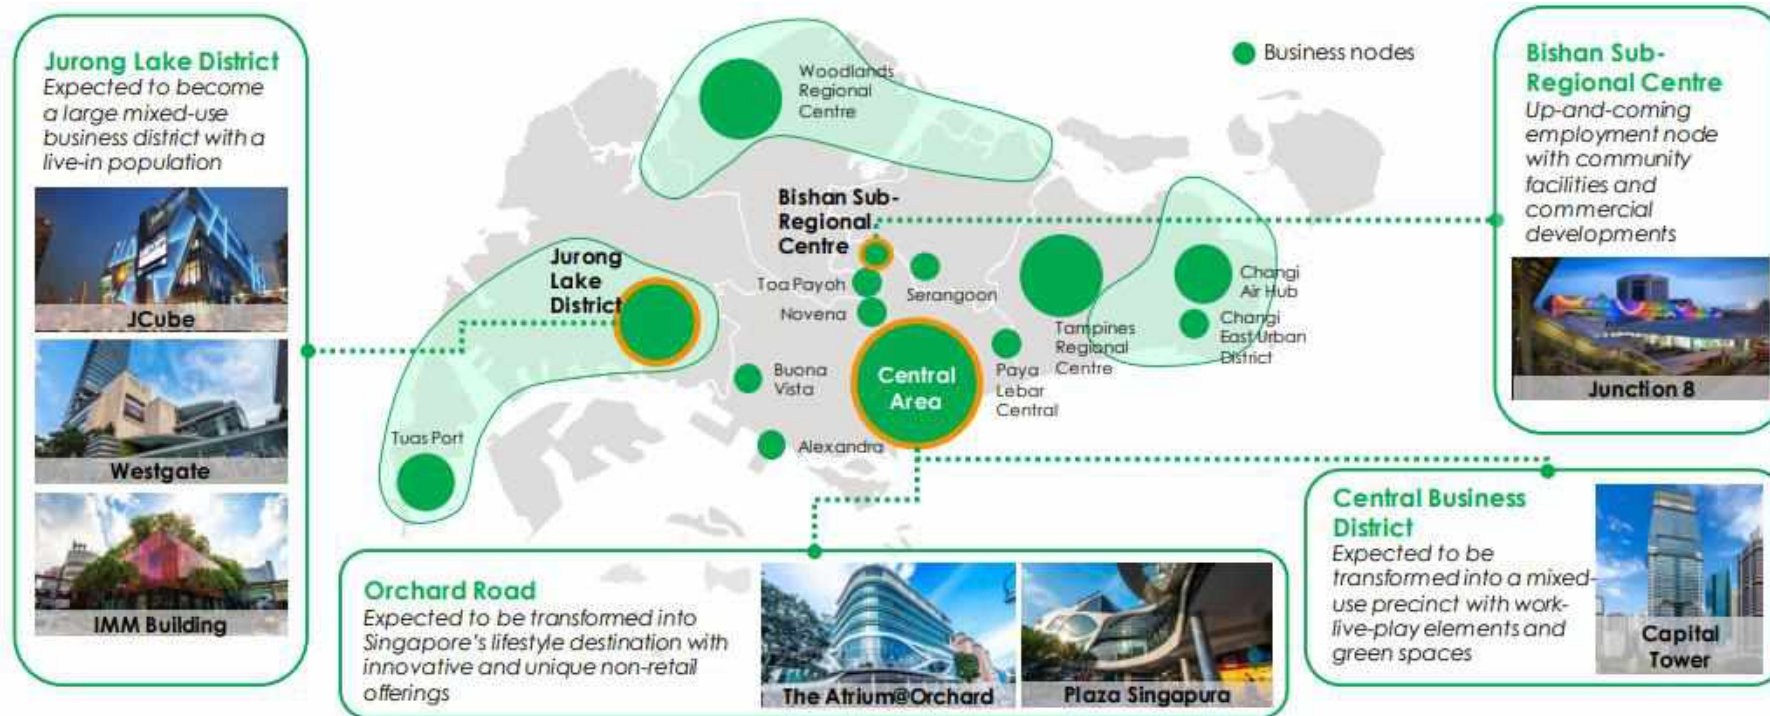 Jurong Lake District
Expected to become
a large mixed-use
business district with a
live-in population
JCube
Westgate
IMM Building
Woodlands
Regional
Centre
Business nodes
Bishan Sub-
Regional
Centre
Jurong
Lake
District
Toa Payoh
Serangoon
Novena
Changi
Air Hub
Changi
East Urban
District
Tampines
Regional
Centre
Buona
Vista
Central
Area
Paya
Lebar
Central
Tuas Port
Alexandra
Bishan Sub-
Regional Centre
Up-and-coming
employment node
with community
facilities and
commercial
developments
Junction 8
Orchard Road
Expected to be transformed into
Singapore's lifestyle destination with
innovative and unique non-retail
offerings
The Atrium@Orchard
Plaza Singapura
Central Business
District
Expected to be
transformed into a mixed-
use precinct with work-
live-play elements and
green spaces
Capital
Tower